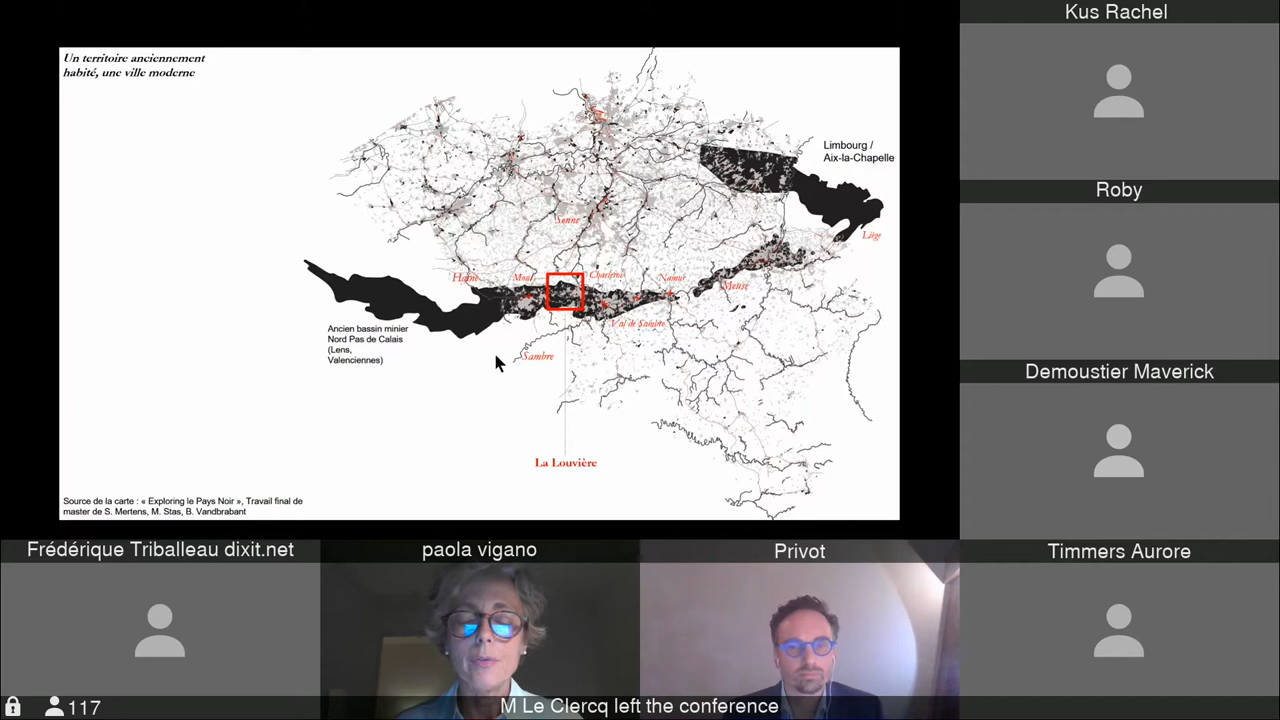 Un territoire anciennement
habité, une ville moderne
Limbourg /
Aix-la-Chapelle
Senne
Liège
Haine
Mons
Charleroi
Namur
Meuse
Val de Sambre
Sambre
Ancien bassin minier
Nord Pas de Calais
(Lens,
Valenciennes)
La Louvière
Source de la carte : « Exploring le Pays Noir », Travail final de
master de S. Mertens, M. Stas, B. Vandbrabant
Kus Rachel
Roby
Demoustier Maverick
Frédérique Triballeau dixit.net
paola vigano
Privot
Timmers Aurore
117
M Le Clercq left the conference